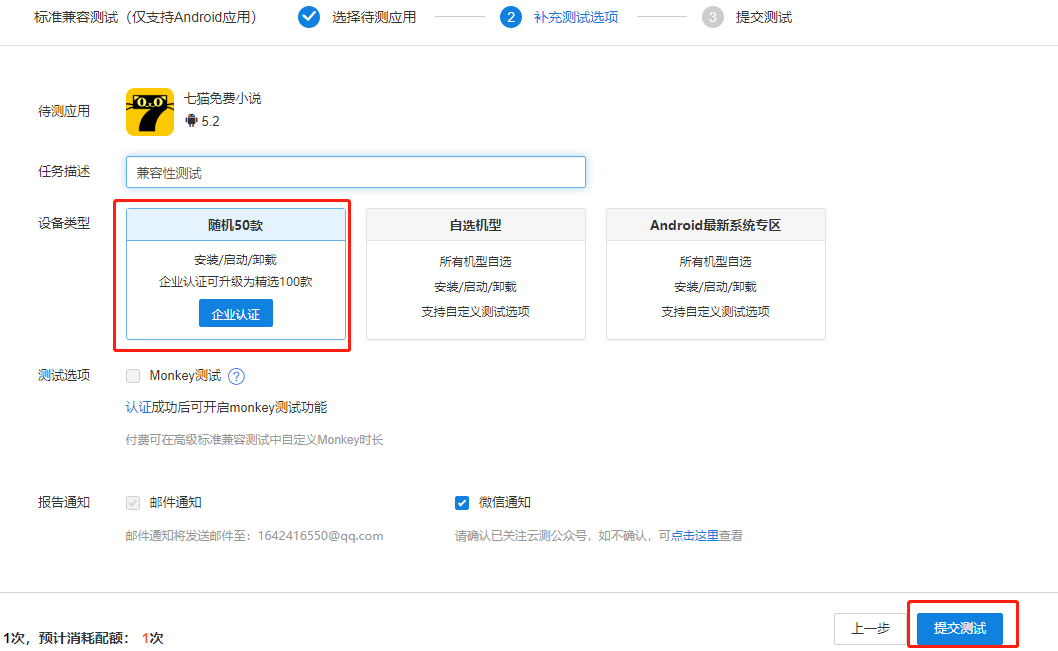 标准兼容测试（仅支持Android应用） 选择待测应用 2 补充测试选项 3 提交测试
待测应用 七猫免费小说
5.2
任务描述 兼容性测试
设备类型
随机50款
安装/启动/卸载
企业认证可升级为精选100款
企业认证
自选机型
所有机型自选
安装/启动/卸载
支持自定义测试选项
Android最新系统专区
所有机型自选
安装/启动/卸载
支持自定义测试选项
测试选项 Monkey测试 ?
认证成功后可开启monkey测试功能
付费可在高级标准兼容测试中自定义Monkey时长
报告通知 邮件通知 微信通知
邮件通知将发送邮件至：1642416550@qq.com 请确认已关注云测公众号，如不确认，可点击这里查看
1次，预计消耗配额： 1次 上一步 提交测试